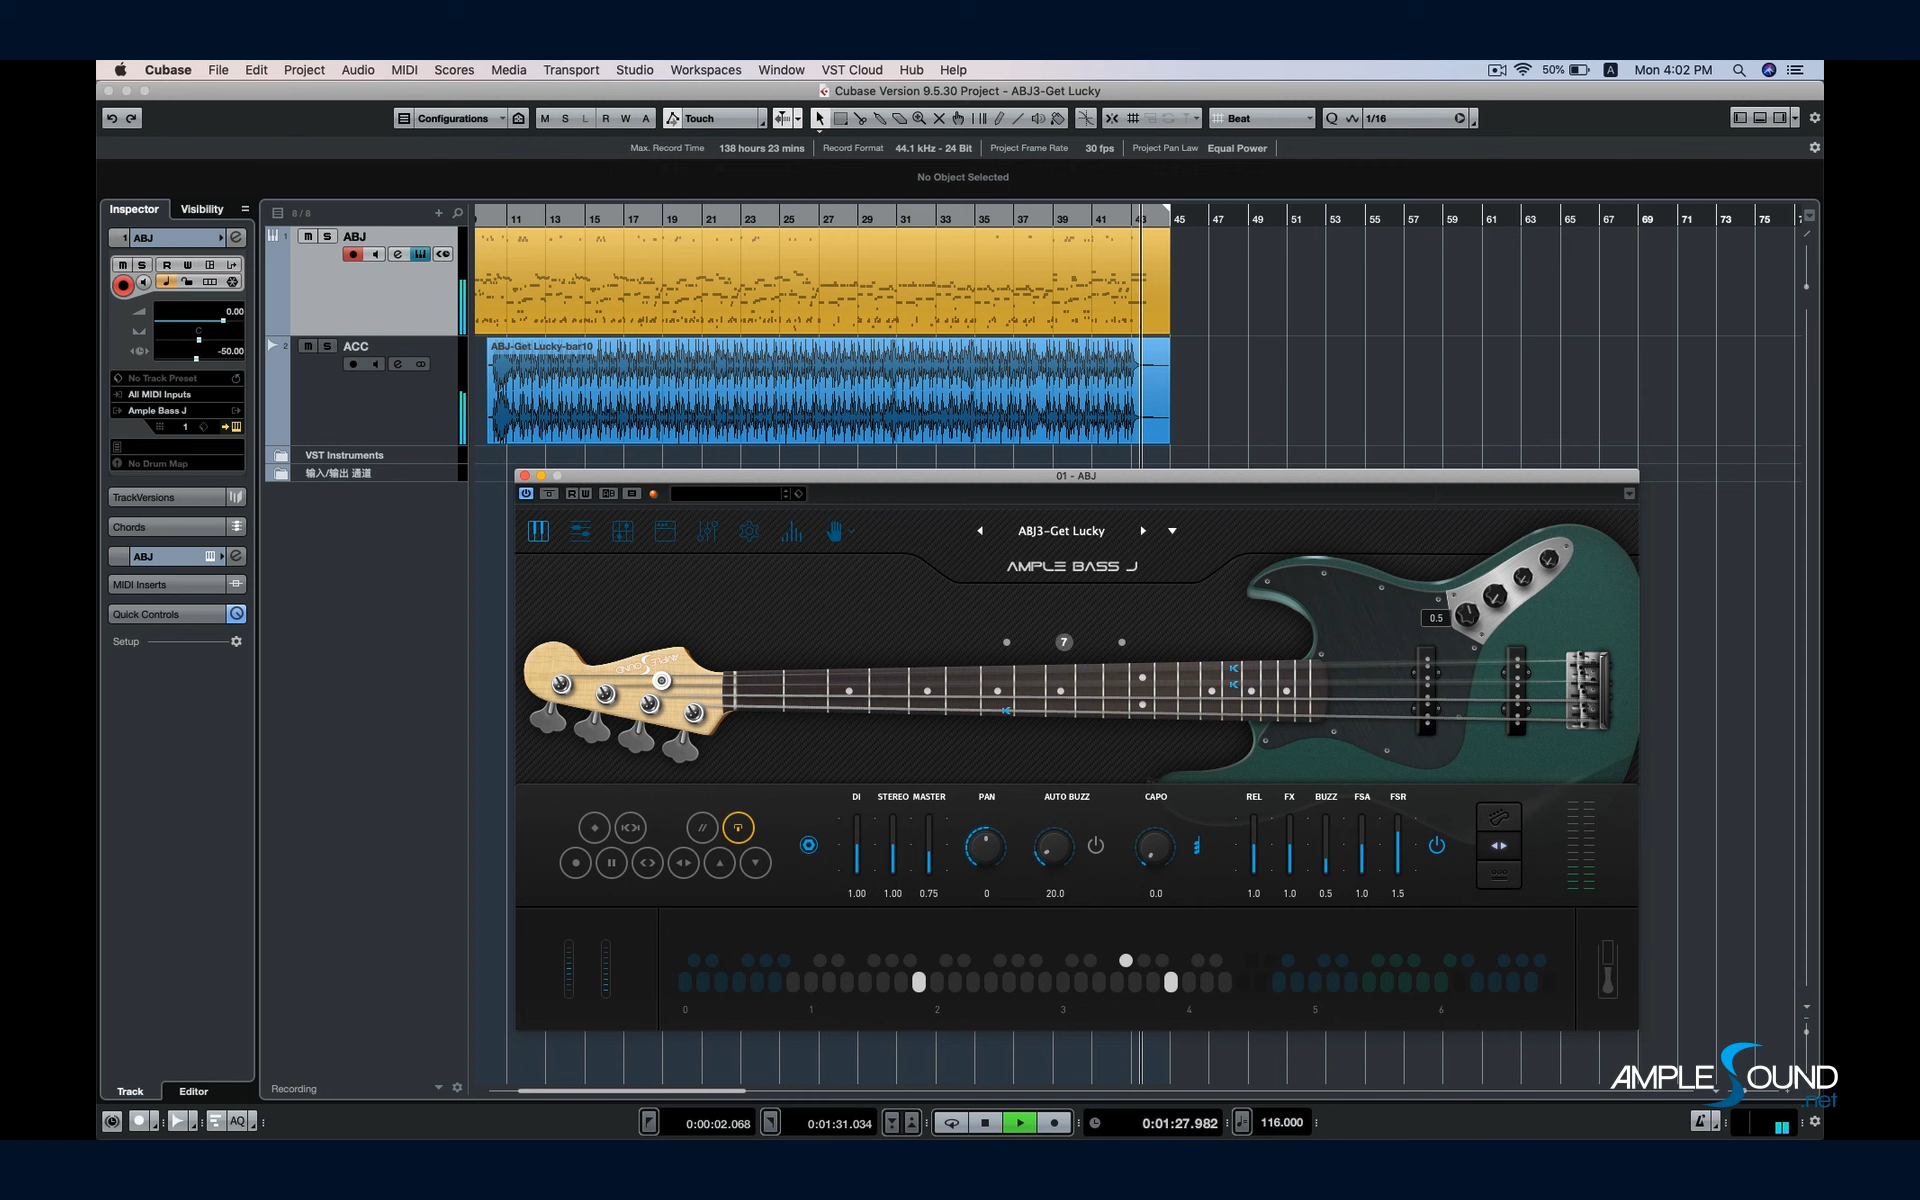 Cubase File Edit Project Audio MIDI Scores Media Transport Studio Workspaces Window VST Cloud Hub Help 50% A Mon 4:02 PM
Cubase Version 9.5.30 Project - ABJ3-Get Lucky
Configurations M S L R W A Touch Beat Q 1/16
Max. Record Time 138 hours 23 mins Record Format 44.1 kHz - 24 Bit Project Frame Rate 30 fps Project Pan Law Equal Power
No Object Selected
Inspector Visibility 8/8
11 13 15 17 19 21 23 25 27 29 31 33 35 37 39 41 45 47 49 51 53 55 57 59 61 63 65 67 69 71 73 75
1 ABJ
1 m S ABJ
m S R W
0.00
C
-50.00
No Track Preset
All MIDI Inputs
Ample Bass J
1
No Drum Map
2 m S ACC
ABJ-Get Lucky-bar10
VST Instruments
输入/输出 通道
TrackVersions
Chords
ABJ
MIDI Inserts
Quick Controls
Setup
01 - ABJ
R W
ABJ3-Get Lucky
AMPLE BASS J
AMPLE SOUND
0.5
7
DI STEREO MASTER PAN AUTO BUZZ CAPO REL FX BUZZ FSA FSR
1.00 1.00 0.75 0 20.0 0.0 1.0 1.0 0.5 1.0 1.5
0 1 2 3 4 5 6
Track Editor
Recording
AQ 0:00:02.068 0:01:31.034 0:01:27.982 116.000
AMPLE SOUND
.net